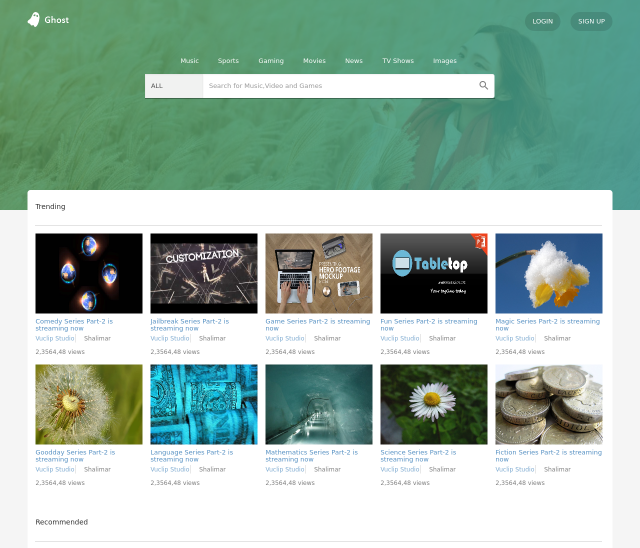 Ghost
LOGIN
SIGN UP
Music
Sports
Gaming
Movies
News
TV Shows
Images
ALL
Search for Music,Video and Games
Trending
CUSTOMIZATION
HERO FOOTAGE
MOCKUP
Tabletop
Your tagline today
Comedy Series Part-2 is
streaming now
Vuclip Studio
Shalimar
2,3564,48 views
Jailbreak Series Part-2 is
streaming now
Vuclip Studio
Shalimar
2,3564,48 views
Game Series Part-2 is streaming
now
Vuclip Studio
Shalimar
2,3564,48 views
Fun Series Part-2 is streaming
now
Vuclip Studio
Shalimar
2,3564,48 views
Magic Series Part-2 is streaming
now
Vuclip Studio
Shalimar
2,3564,48 views
Goodday Series Part-2 is
streaming now
Vuclip Studio
Shalimar
2,3564,48 views
Language Series Part-2 is
streaming now
Vuclip Studio
Shalimar
2,3564,48 views
Mathematics Series Part-2 is
streaming now
Vuclip Studio
Shalimar
2,3564,48 views
Science Series Part-2 is
streaming now
Vuclip Studio
Shalimar
2,3564,48 views
Fiction Series Part-2 is streaming
now
Vuclip Studio
Shalimar
2,3564,48 views
Recommended